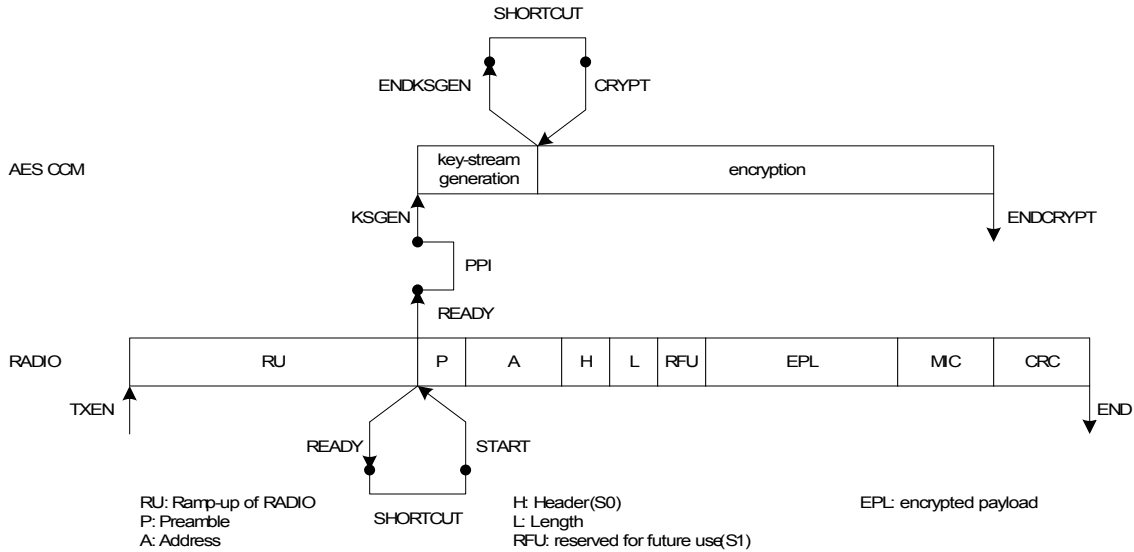 SHORTCUT
ENDKSGEN
CRYPT
AES CCM
key-stream
generation
encryption
KSGEN
ENDCRYPT
PPI
READY
RADIO
RU
P
A
H
L
RFU
EPL
MIC
CRC
TXEN
END
READY
START
SHORTCUT
RU: Ramp-up of RADIO
P: Preamble
A: Address
H: Header(S0)
L: Length
RFU: reserved for future use(S1)
EPL: encrypted payload